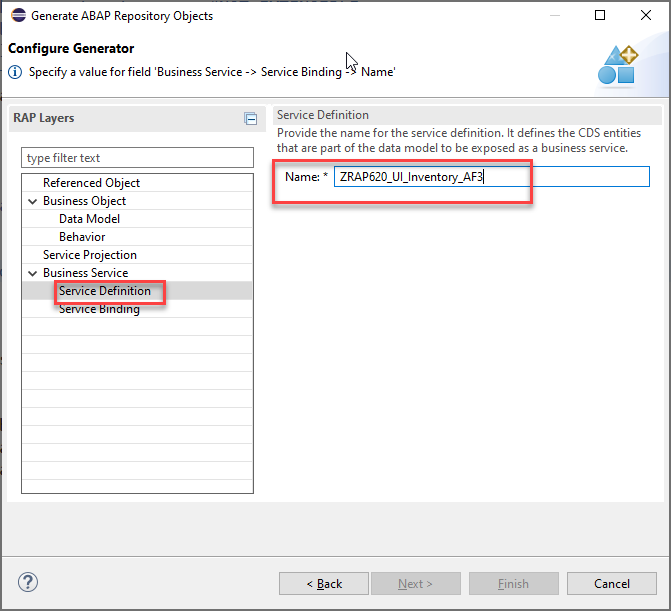 Generate ABAP Repository Objects
Configure Generator
Specify a value for field 'Business Service -> Service Binding -> Name'
RAP Layers
type filter text
Referenced Object
Business Object
Data Model
Behavior
Service Projection
Business Service
Service Definition
Service Binding
Service Definition
Provide the name for the service definition. It defines the CDS entities
that are part of the data model to be exposed as a business service.
Name: * ZRAP620_UI_Inventory_AF3
?
< Back Next > Finish Cancel